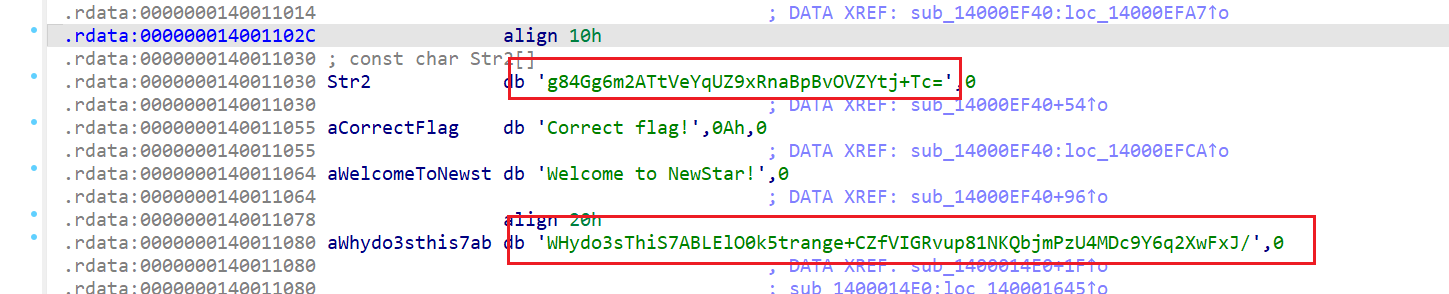 .rdata:0000000140011014 ; DATA XREF: sub_14000EF40:loc_14000EFA7↑o
.rdata:000000014001102C align 10h
.rdata:0000000140011030 ; const char Str2[]
.rdata:0000000140011030 Str2 db 'g84Gg6m2ATtVeYqUZ9xRnaBpBvOVZYtj+Tc=',0
.rdata:0000000140011030 ; DATA XREF: sub_14000EF40+54↑o
.rdata:0000000140011055 aCorrectFlag db 'Correct flag!',0Ah,0
.rdata:0000000140011055 ; DATA XREF: sub_14000EF40:loc_14000EFCA↑o
.rdata:0000000140011064 aWelcomeToNewst db 'Welcome to NewStar!',0
.rdata:0000000140011064 ; DATA XREF: sub_14000EF40+96↑o
.rdata:0000000140011078 align 20h
.rdata:0000000140011080 aWhydo3sthis7ab db 'WHydo3sThiS7ABLElO0k5trange+CZfVIGRvup81NKQbjmPzU4MDc9Y6q2XwFxJ/',0
.rdata:0000000140011080 ; DATA XREF: sub_1400014E0+1F↑o
.rdata:0000000140011080 ; sub_1400014E0:loc_140001645↑o